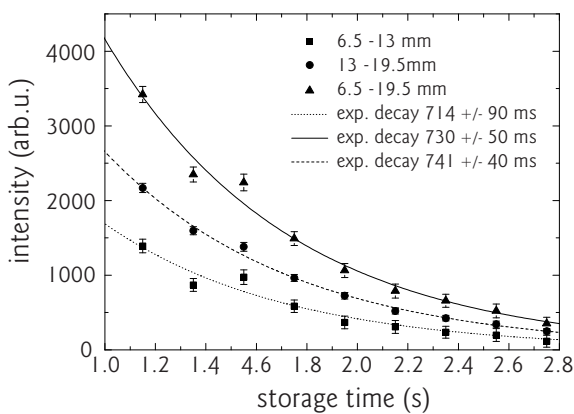 4000
3000
2000
1000
0
intensity (arb.u.)
6.5 -13 mm
13 -19.5mm
6.5 -19.5 mm
exp. decay 714 +/- 90 ms
exp. decay 730 +/- 50 ms
exp. decay 741 +/- 40 ms
1.0 1.2 1.4 4.6 1.8 2.0 2.2 2.4 2.6 2.8
storage time (s)